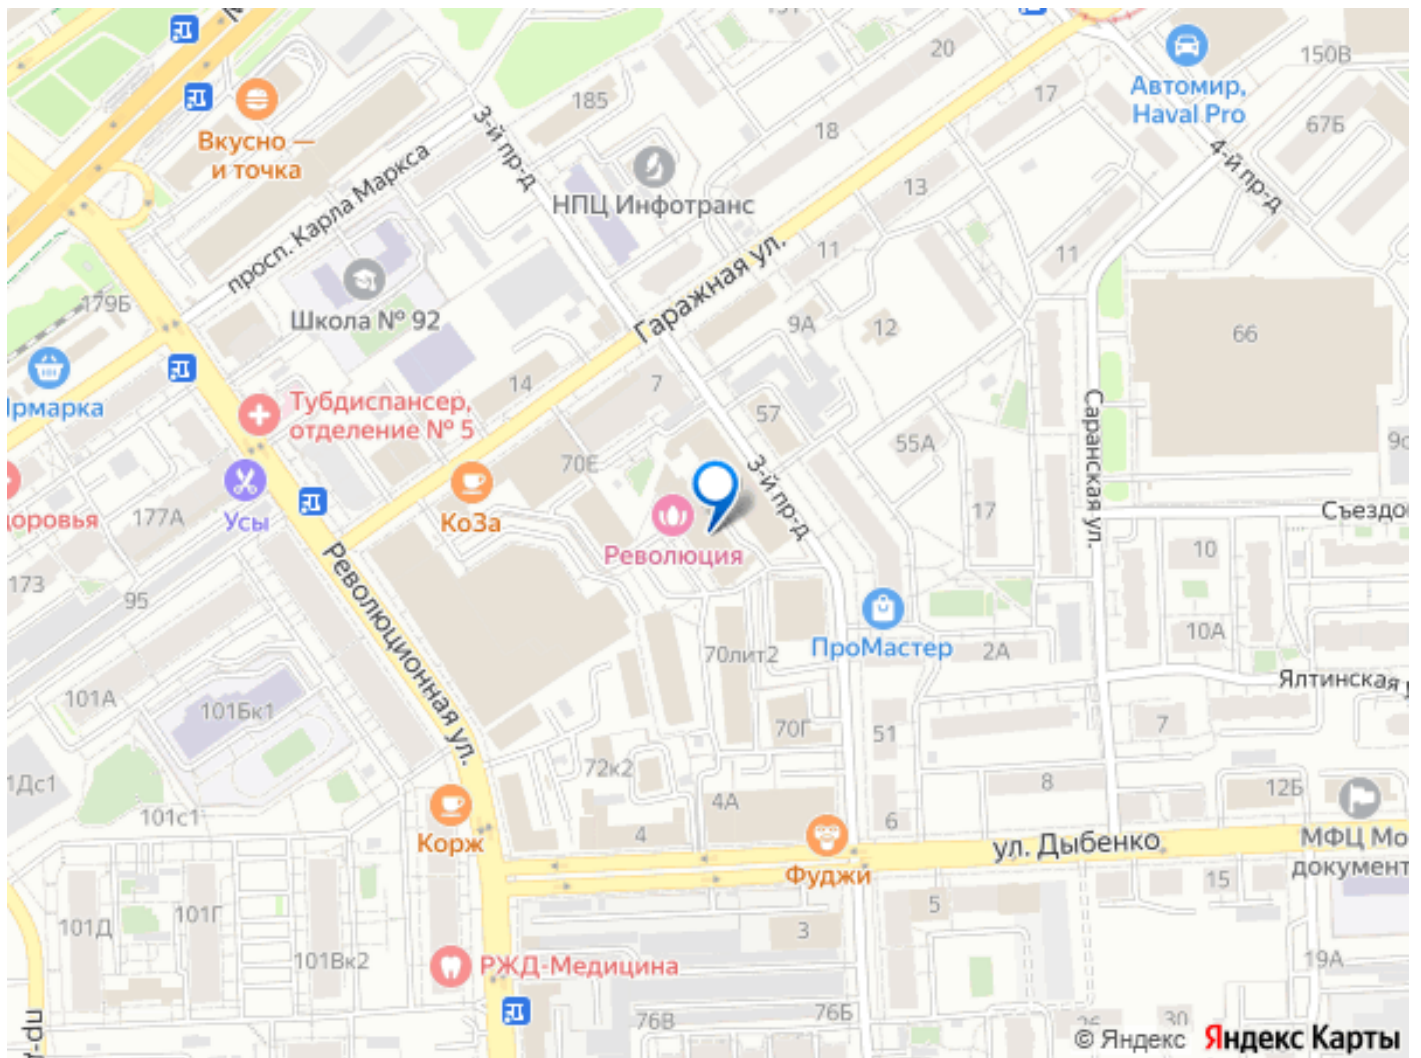 20
150В
185
17
Автомир,
Haval Pro
Вкусно —
и точка
3-й пр-д
18
67Б
4-й пр-д
просп. Карла Маркса
НПЦ Инфотранс
13
11
11
179Б
Школа № 92
Гаражная ул.
9А
12
66
14
7
Тубдиспансер,
отделение № 5
57
55А
Саранская ул.
70Е
3-й пр-д
177А
Усы
КоЗа
17
Революция
10
173
95
Революционная ул.
ПроМастер
10А
70лит2
2А
101А
101Бк1
Ялтинская
70Г
51
7
72к2
8
12Б
101с1
4А
4
6
Корж
Фуджи
ул. Дыбенко
МФЦ Мо
документ
15
5
101Д
101Г
3
101Вк2
РЖД-Медицина
19А
76В
76Б
30
© Яндекс Яндекс Карты